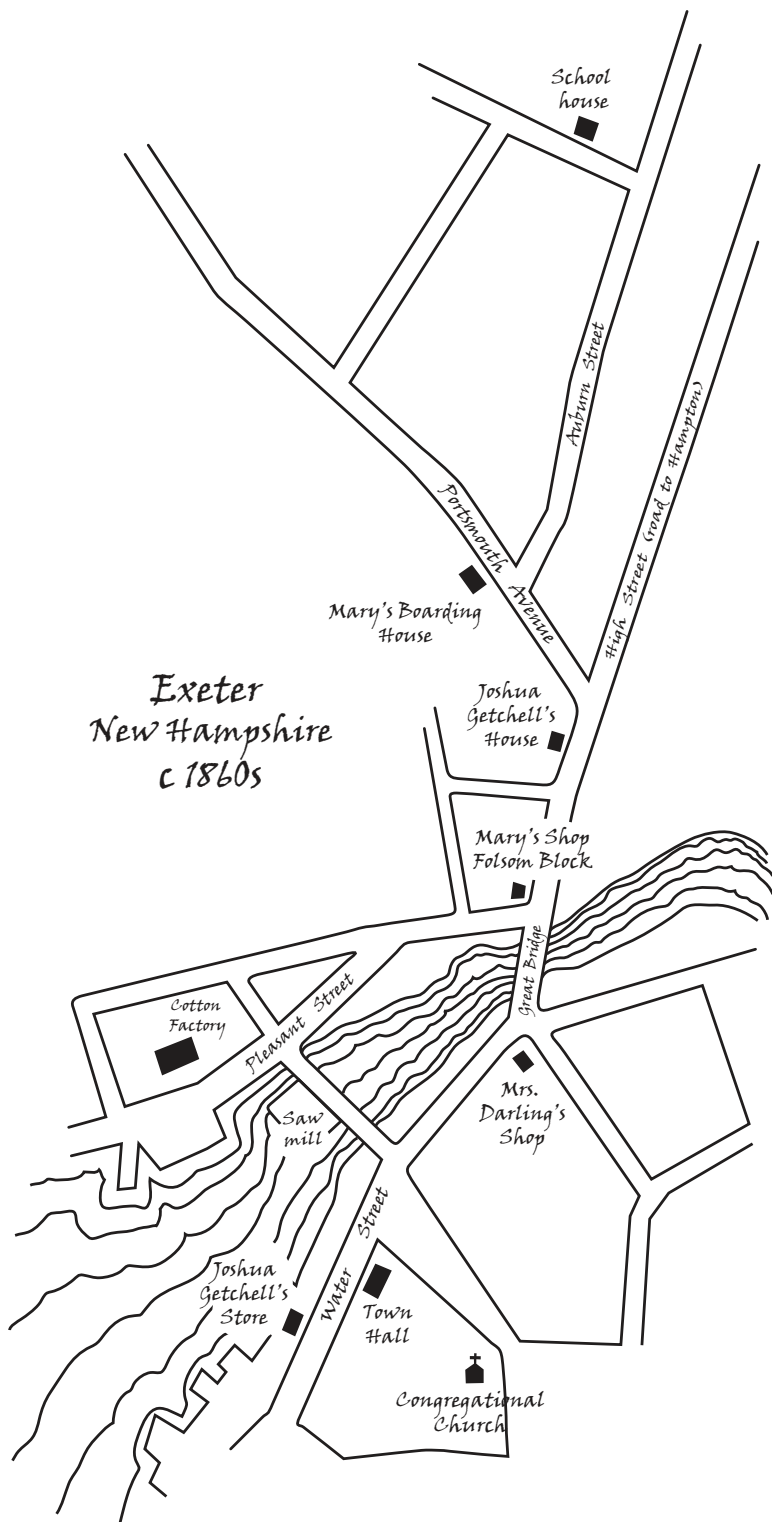 School
house
Auburn Street
High Street (road to Hampton)
Portsmouth Avenue
Mary's Boarding
House
Exeter
New Hampshire
c 1860s
Joshua
Getchell's
House
Mary's Shop
Folsom Block
Great Bridge
Cotton
Factory
Pleasant Street
Mrs.
Darling's
Shop
Saw
mill
Water Street
Joshua
Getchell's
Store
Town
Hall
Congregational
Church